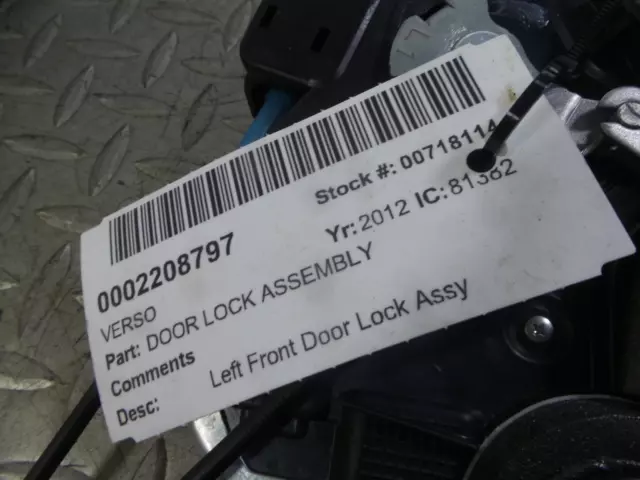 Stock #: 00718114
0002208797
Yr: 2012 IC: 81382
VERSO
Part: DOOR LOCK ASSEMBLY
Comments
Desc: Left Front Door Lock Assy